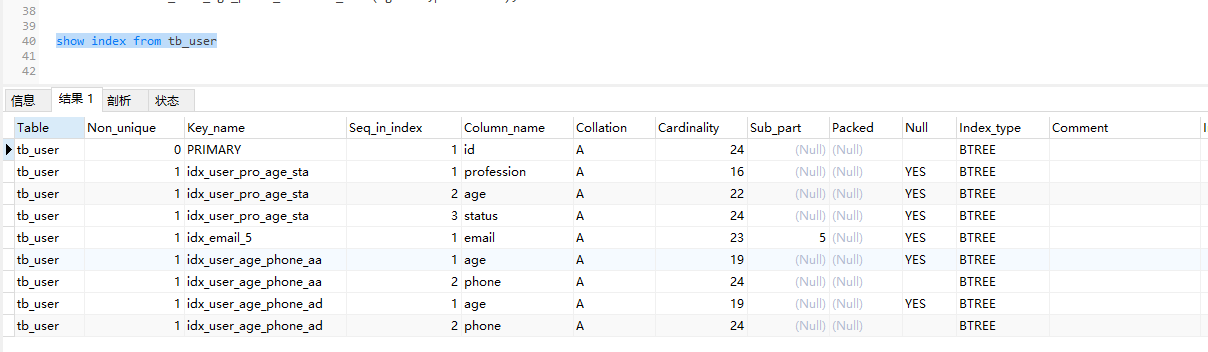 38
39
40 show index from tb_user
41
42
信息 结果 1 剖析 状态
Table Non_unique Key_name Seq_in_index Column_name Collation Cardinality Sub_part Packed Null Index_type Comment
tb_user 0 PRIMARY 1 id A 24 (Null) (Null) BTREE
tb_user 1 idx_user_pro_age_sta 1 profession A 16 (Null) (Null) YES BTREE
tb_user 1 idx_user_pro_age_sta 2 age A 22 (Null) (Null) YES BTREE
tb_user 1 idx_user_pro_age_sta 3 status A 24 (Null) (Null) YES BTREE
tb_user 1 idx_email_5 1 email A 23 5 (Null) YES BTREE
tb_user 1 idx_user_age_phone_aa 1 age A 19 (Null) (Null) YES BTREE
tb_user 1 idx_user_age_phone_aa 2 phone A 24 (Null) (Null) BTREE
tb_user 1 idx_user_age_phone_ad 1 age A 19 (Null) (Null) YES BTREE
tb_user 1 idx_user_age_phone_ad 2 phone A 24 (Null) (Null) BTREE